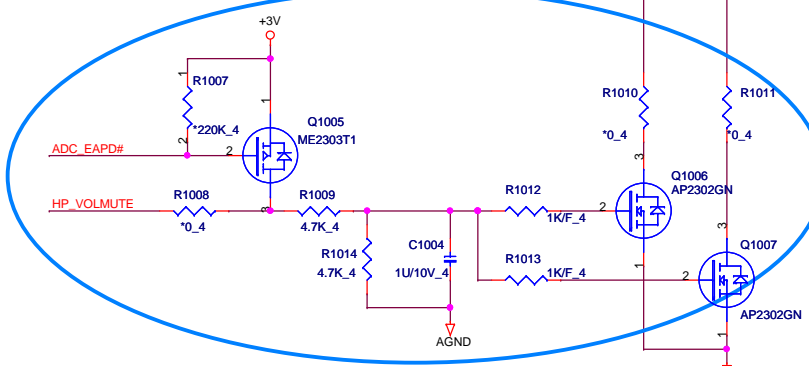 +3V
1
R1007
*220K_4
2
1
Q1005
ME2303T1
2
3
ADC_EAPD#
HP_VOLMUTE
R1008
*0_4
R1009
4.7K_4
R1014
4.7K_4
C1004
1U/10V_4
AGND
R1012
1K/F_4
R1013
1K/F_4
R1010
*0_4
R1011
*0_4
3
Q1006
AP2302GN
2
1
3
Q1007
2
AP2302GN
1